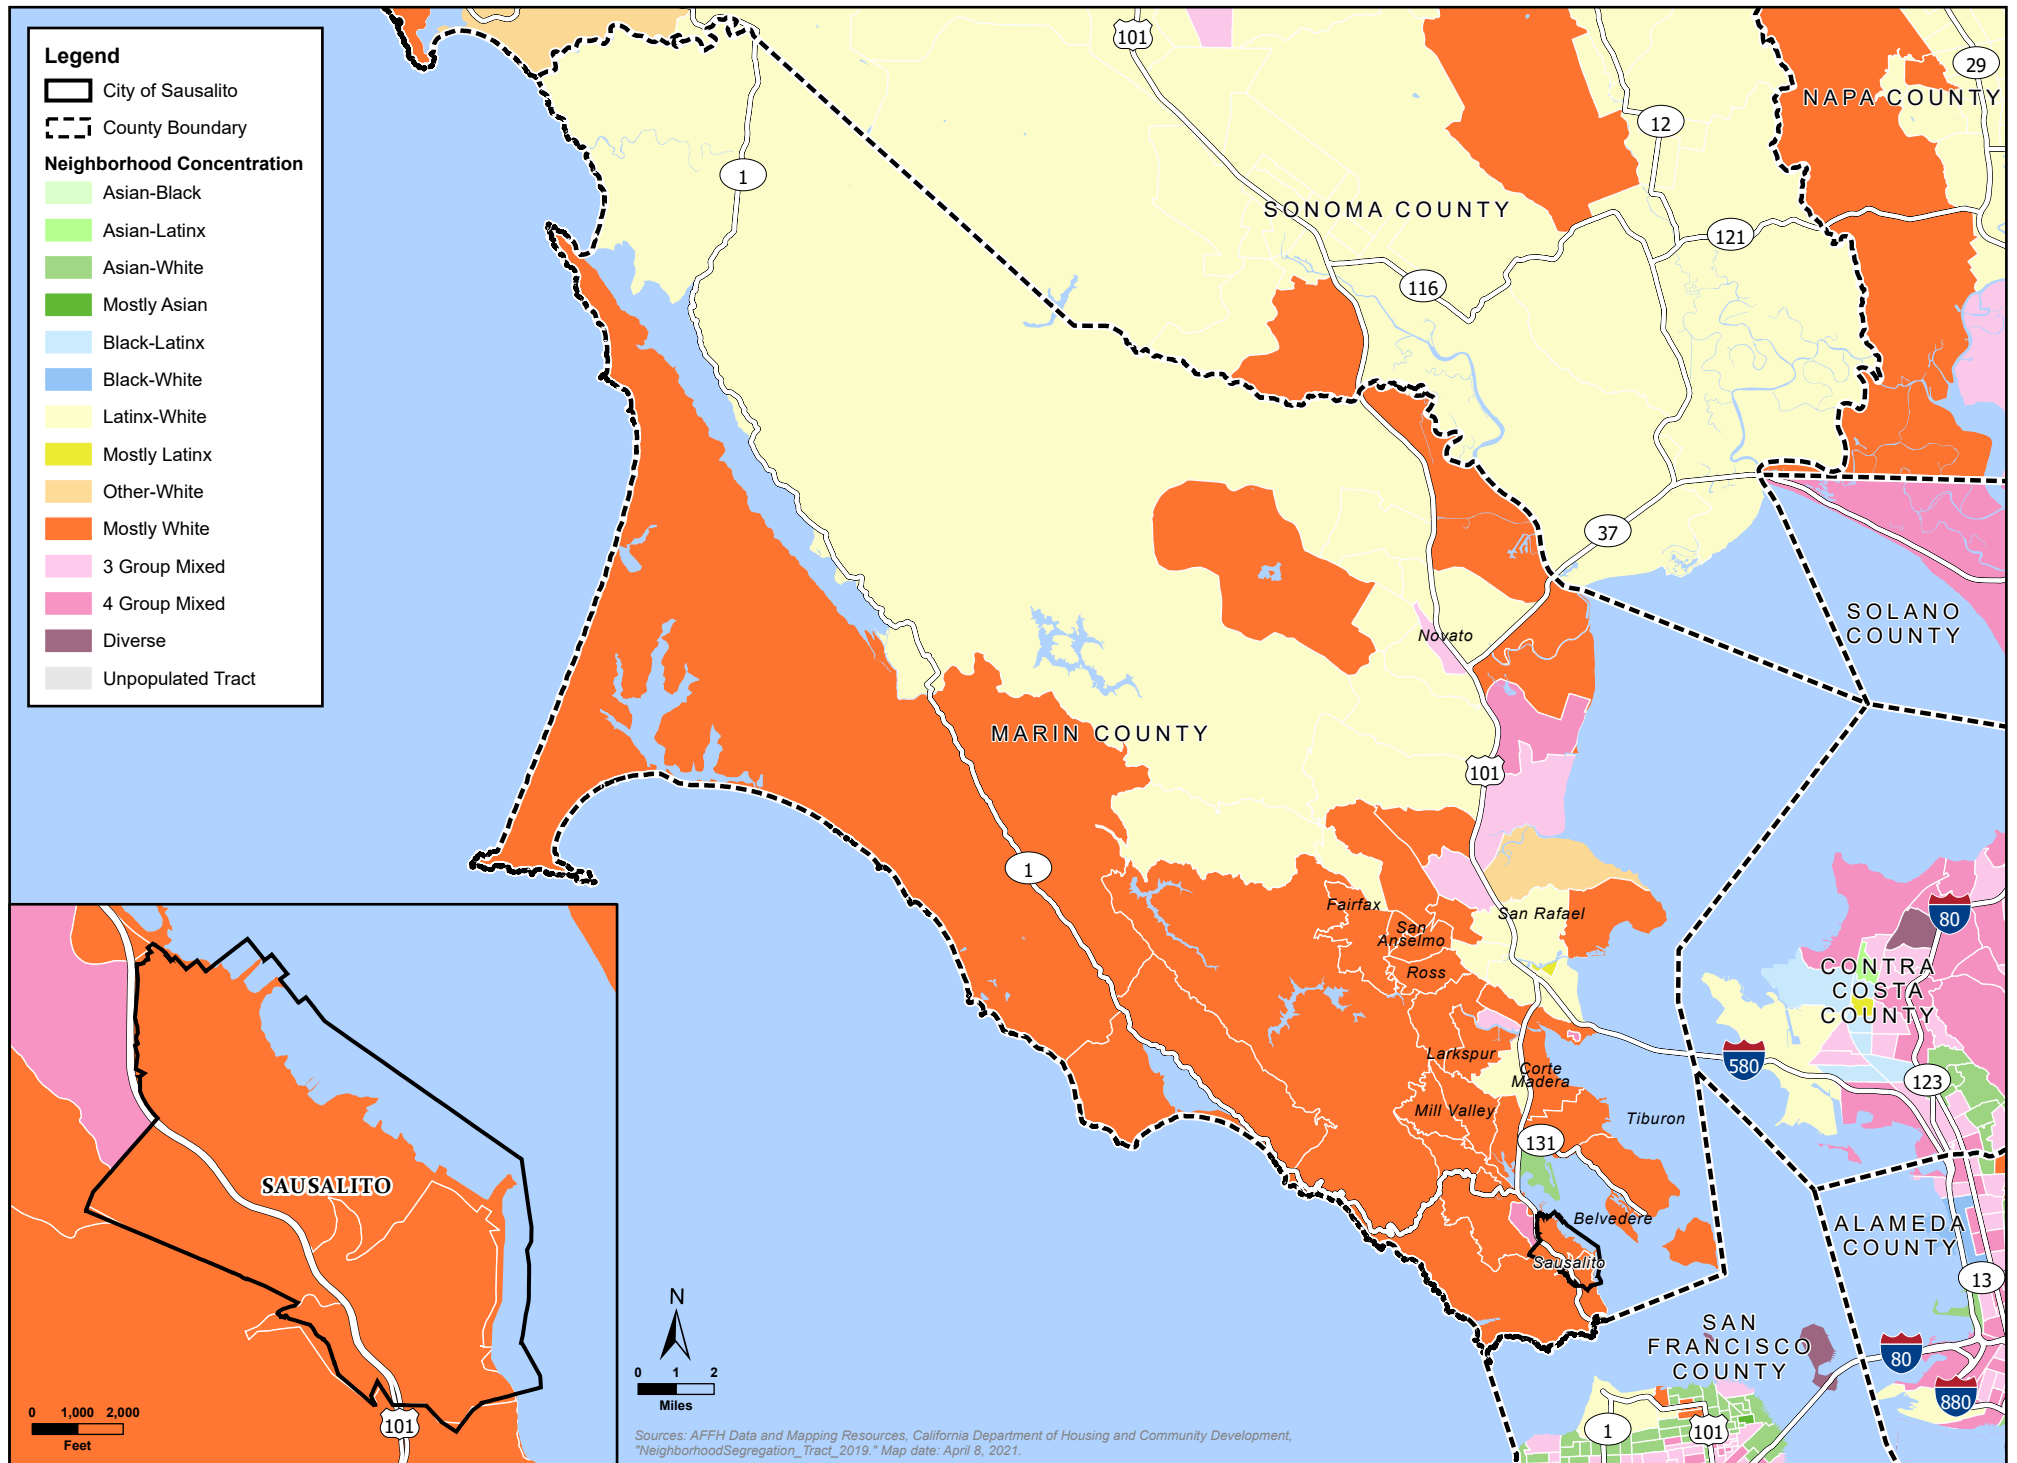 Legend
City of Sausalito
County Boundary
Neighborhood Concentration
Asian-Black
Asian-Latinx
Asian-White
Mostly Asian
Black-Latinx
Black-White
Latinx-White
Mostly Latinx
Other-White
Mostly White
3 Group Mixed
4 Group Mixed
Diverse
Unpopulated Tract
101
29
NAPA COUNTY
12
1
SONOMA COUNTY
121
116
37
SOLANO
COUNTY
Novato
MARIN COUNTY
101
1
Fairfax
San Rafael
San
Anselmo
Ross
80
CONTRA
COSTA
COUNTY
Larkspur
Corte
Madera
580
123
Mill Valley
Tiburon
131
Belvedere
ALAMEDA
COUNTY
Sausalito
13
SAN
FRANCISCO
COUNTY
80
880
1
101
SAUSALITO
101
0 1,000 2,000
Feet
N
0 1 2
Miles
Sources: AFFH Data and Mapping Resources, California Department of Housing and Community Development,
"NeighborhoodSegregation_Tract_2019." Map date: April 8, 2021.